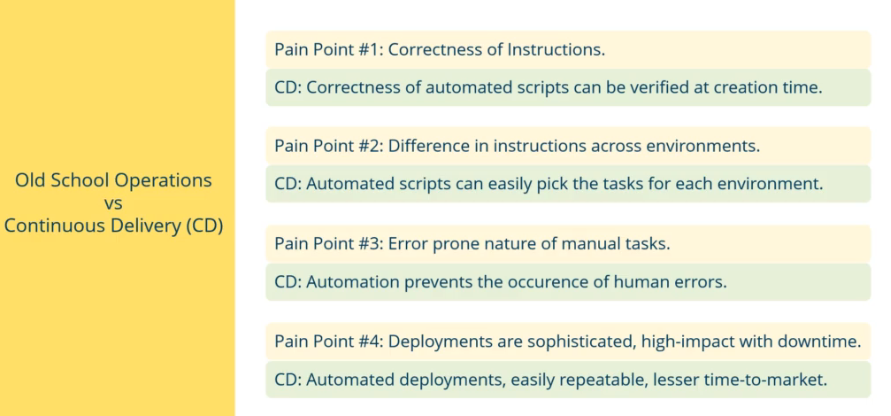 Old School Operations
vs
Continuous Delivery (CD)
Pain Point #1: Correctness of Instructions.
CD: Correctness of automated scripts can be verified at creation time.
Pain Point #2: Difference in instructions across environments.
CD: Automated scripts can easily pick the tasks for each environment.
Pain Point #3: Error prone nature of manual tasks.
CD: Automation prevents the occurence of human errors.
Pain Point #4: Deployments are sophisticated, high-impact with downtime.
CD: Automated deployments, easily repeatable, lesser time-to-market.